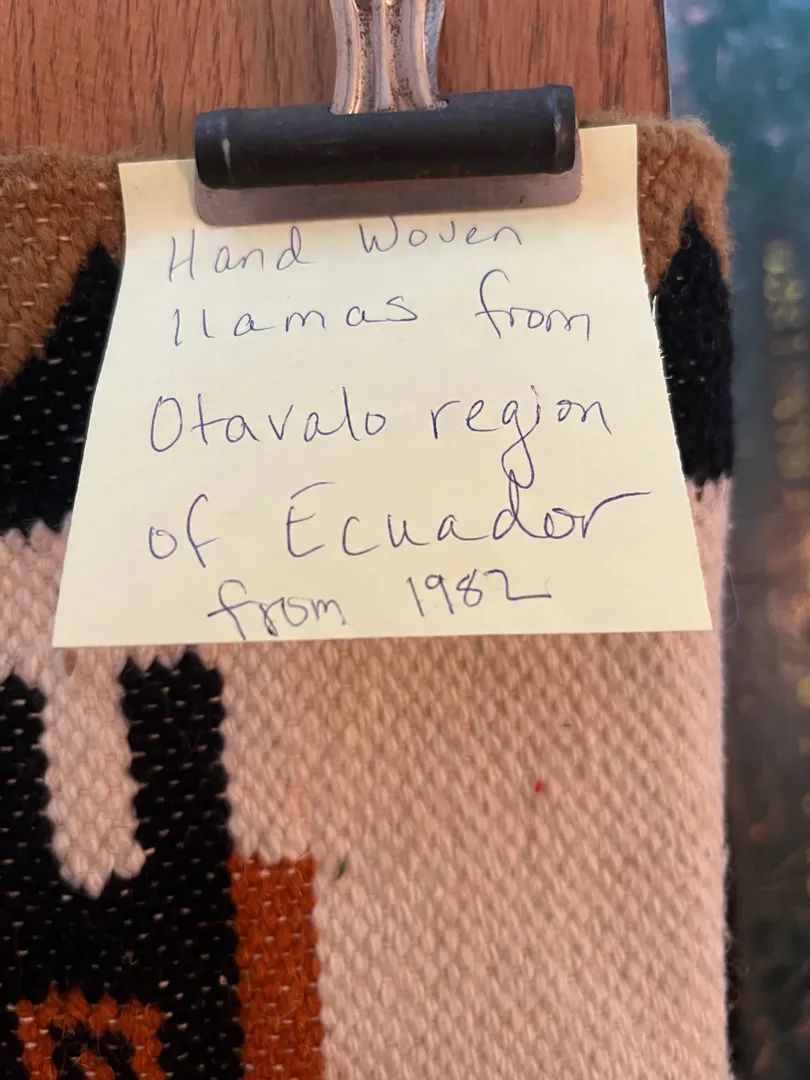 Hand Woven
llamas from
Otavalo region
of Ecuador
from 1982